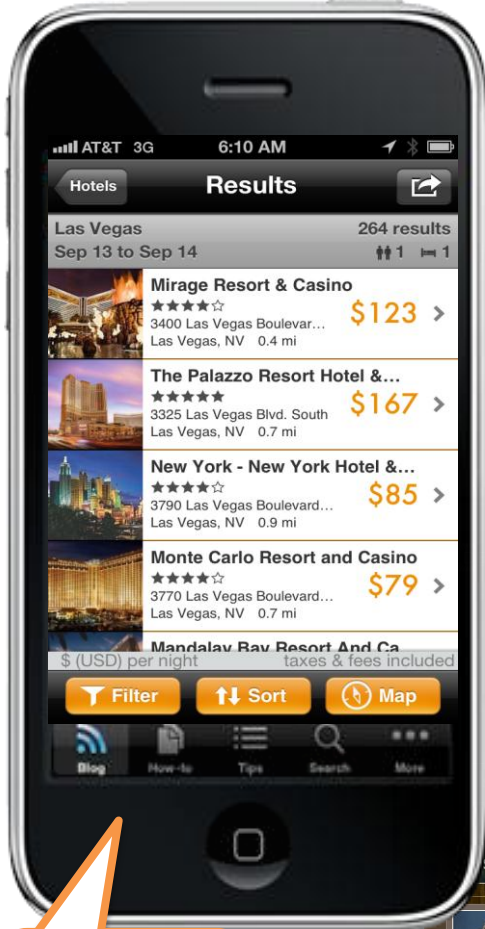 AT&T 3G 6:10 AM
Hotels Results
Las Vegas 264 results
Sep 13 to Sep 14 1 1
Mirage Resort & Casino
3400 Las Vegas Boulevar... $123
Las Vegas, NV 0.4 mi
The Palazzo Resort Hotel &...
3325 Las Vegas Blvd. South $167
Las Vegas, NV 0.7 mi
New York - New York Hotel &...
3790 Las Vegas Boulevard... $85
Las Vegas, NV 0.9 mi
Monte Carlo Resort and Casino
3770 Las Vegas Boulevard... $79
Las Vegas, NV 0.7 mi
Mandalay Bay Resort And Ca
$ (USD) per night taxes & fees included
Filter Sort Map
Blog How-to Tips Search More